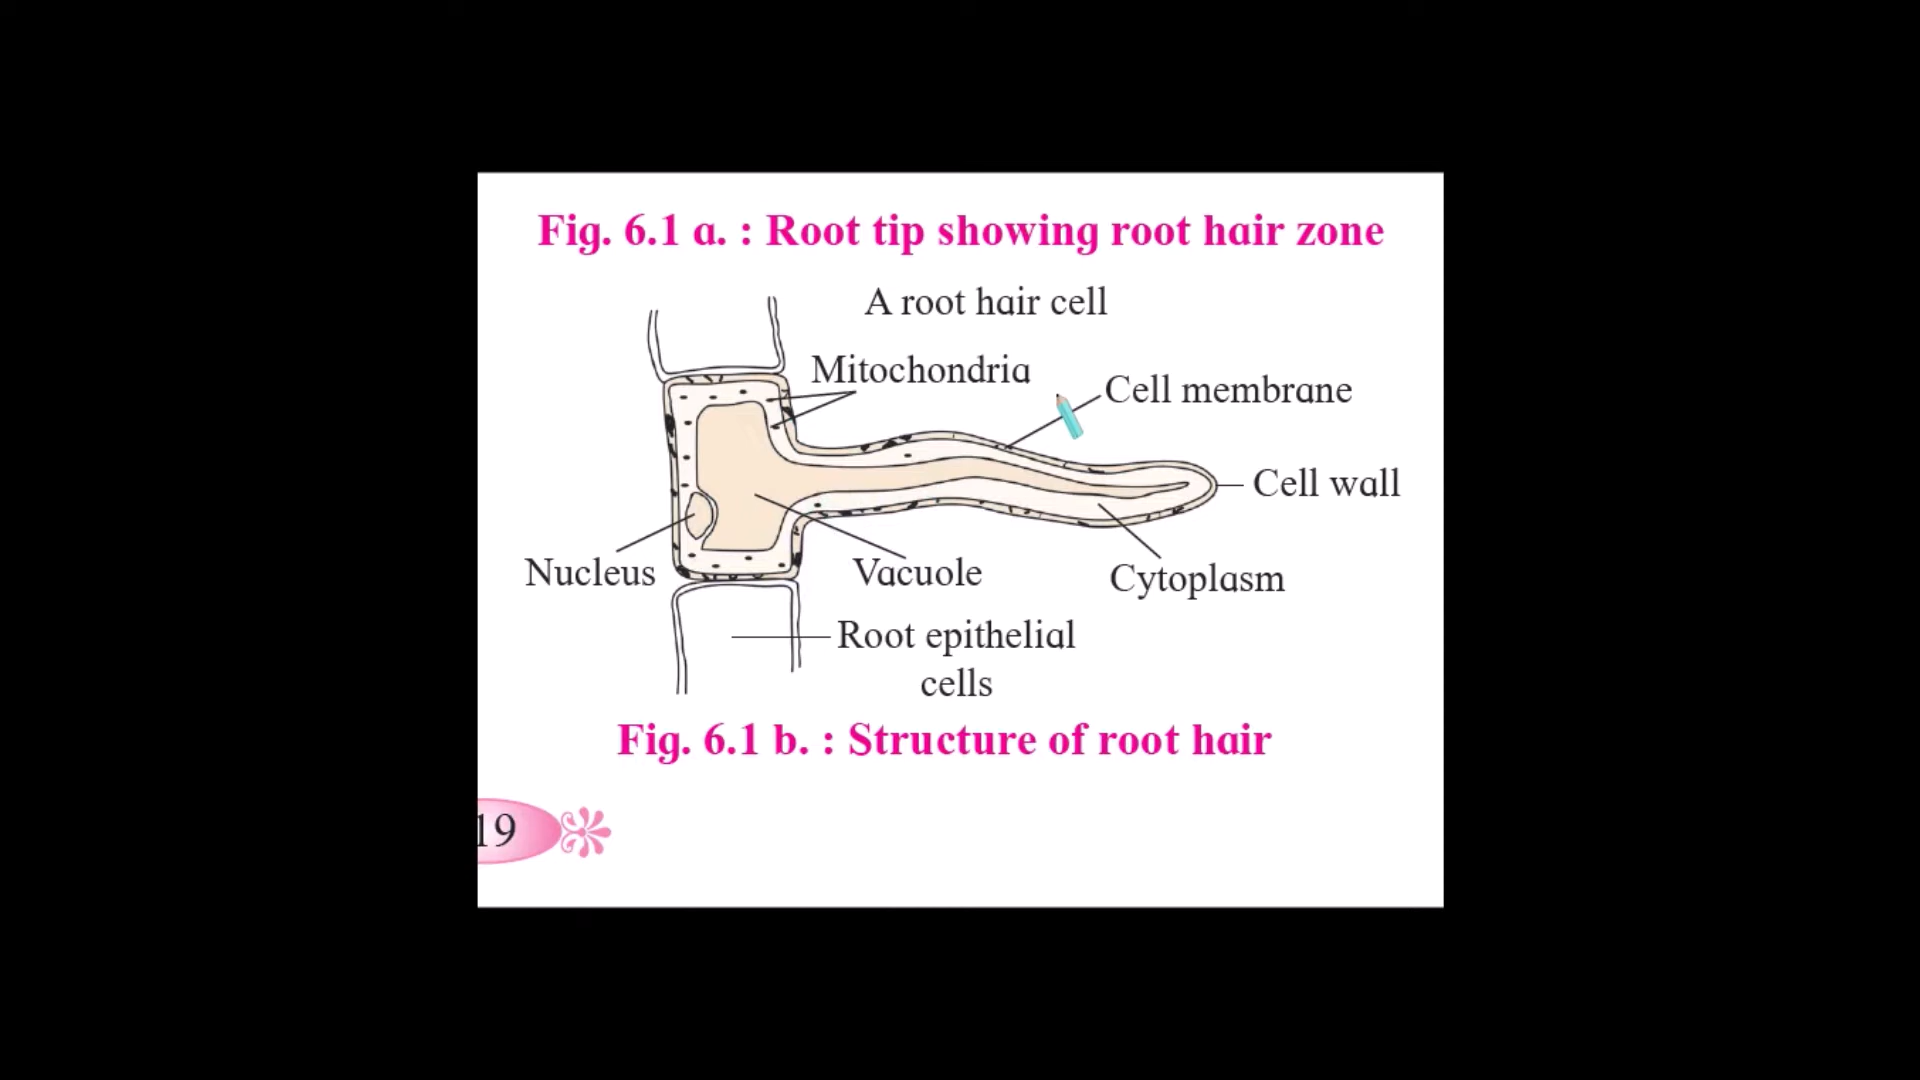 Fig. 6.1 a. : Root tip showing root hair zone
A root hair cell
Mitochondria
Cell membrane
Cell wall
Nucleus
Vacuole
Cytoplasm
Root epithelial
cells
Fig. 6.1 b. : Structure of root hair
19